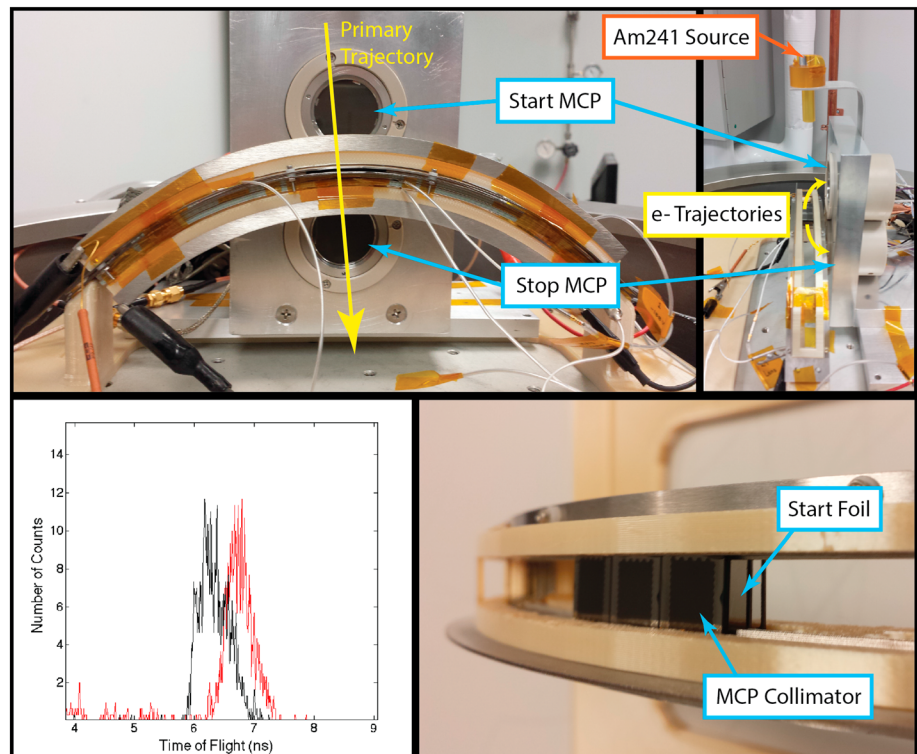 Primary
Trajectory
Start MCP
Stop MCP
Am241 Source
e- Trajectories
Number of Counts
14
12
10
8
6
4
2
4
5
6
7
8
9
Time of Flight (ns)
Start Foil
MCP Collimator